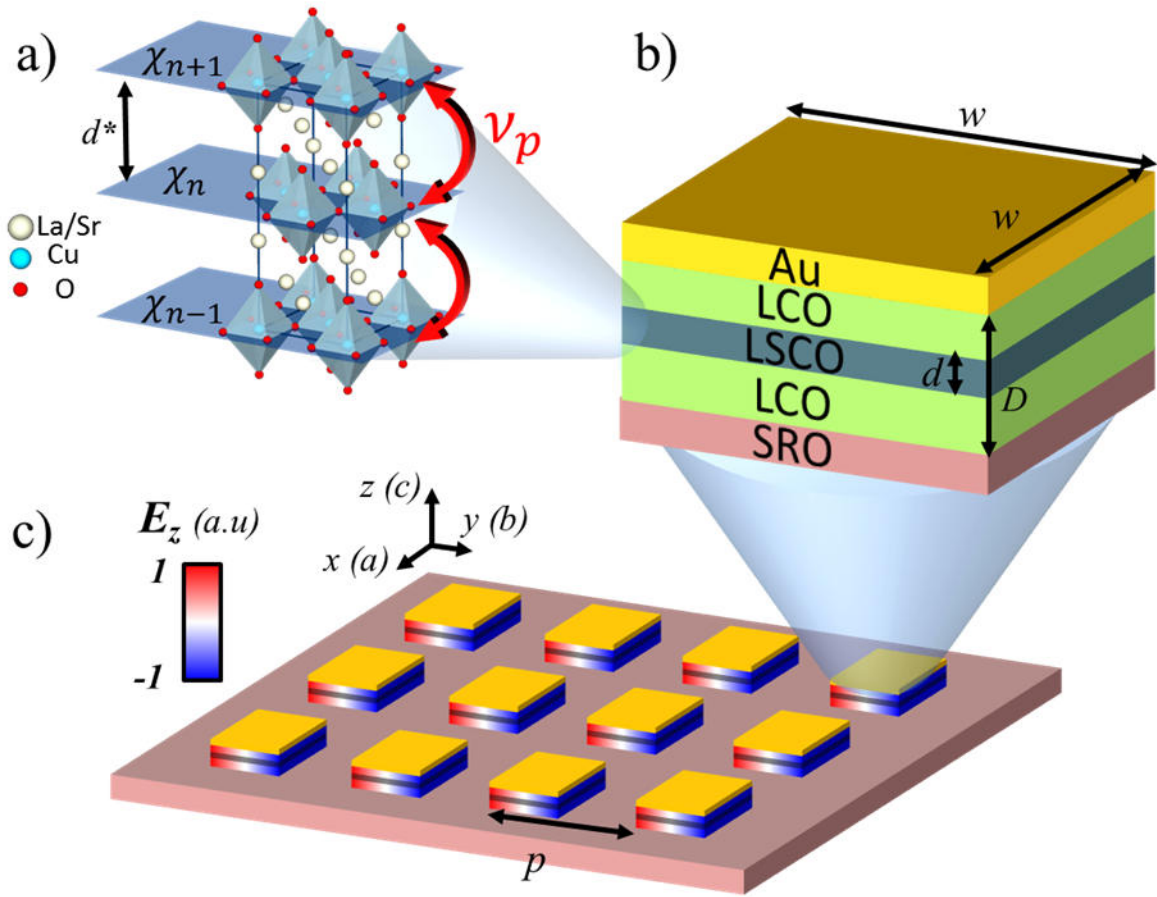 a)
χn+1
d*
νp
χn
La/Sr
Cu
O
χn−1
b)
w
w
Au
LCO
LSCO
d
LCO
D
SRO
c)
Ez (a.u)
1
-1
z (c)
y (b)
x (a)
p